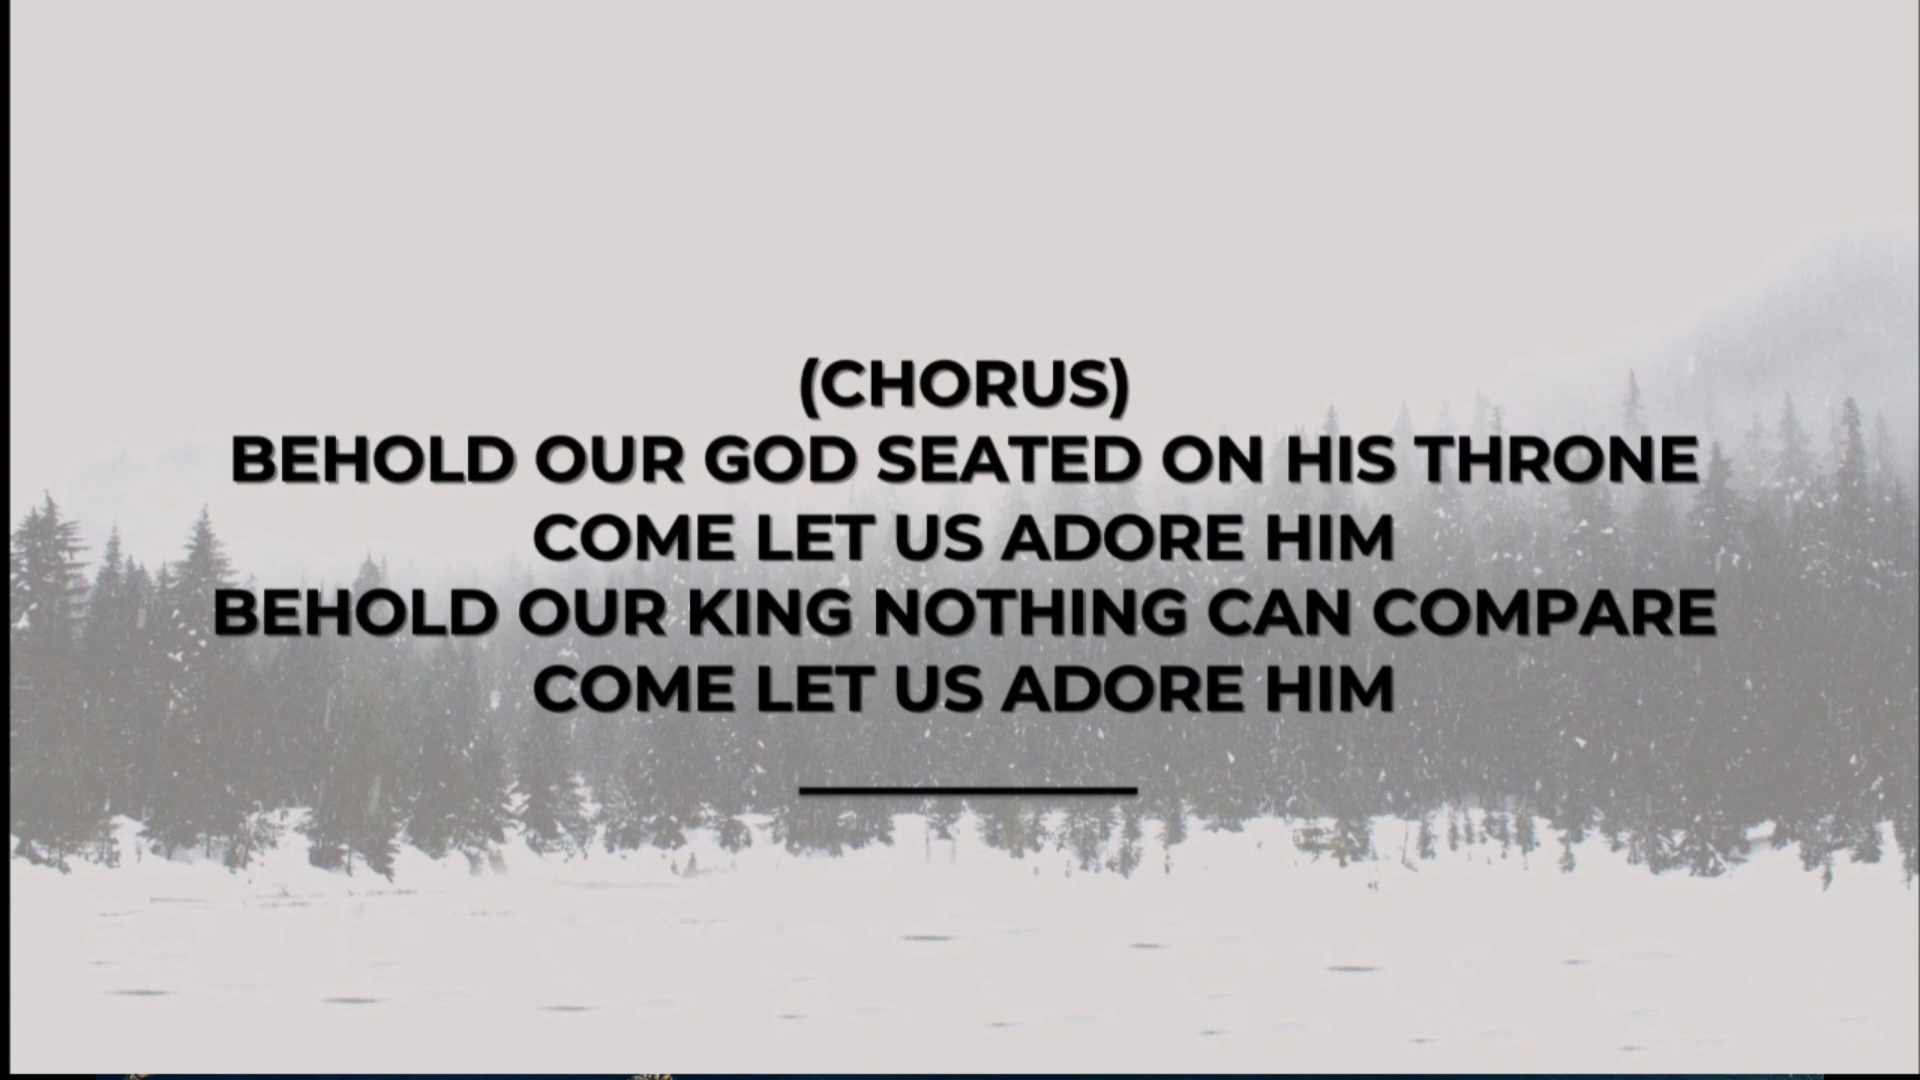 (CHORUS)
BEHOLD OUR GOD SEATED ON HIS THRONE
COME LET US ADORE HIM
BEHOLD OUR KING NOTHING CAN COMPARE
COME LET US ADORE HIM